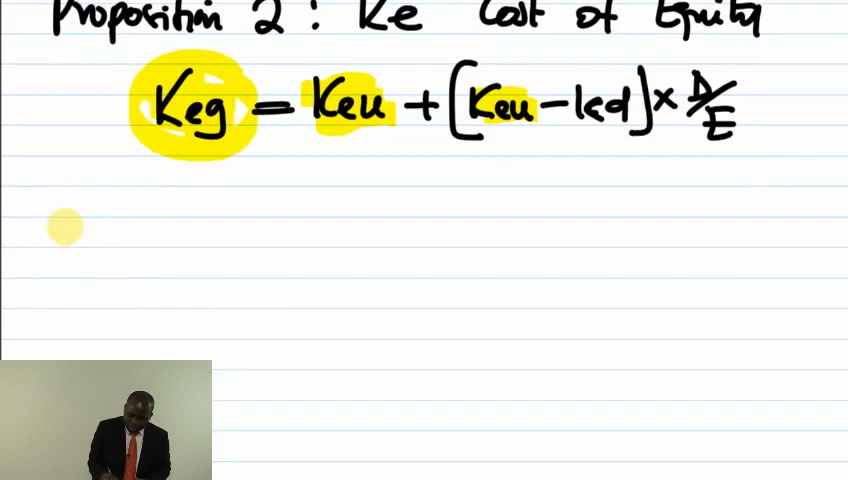 Proposition 2: Ke Cost of Equity
Keg = Keu + [Keu - kd] × D/E